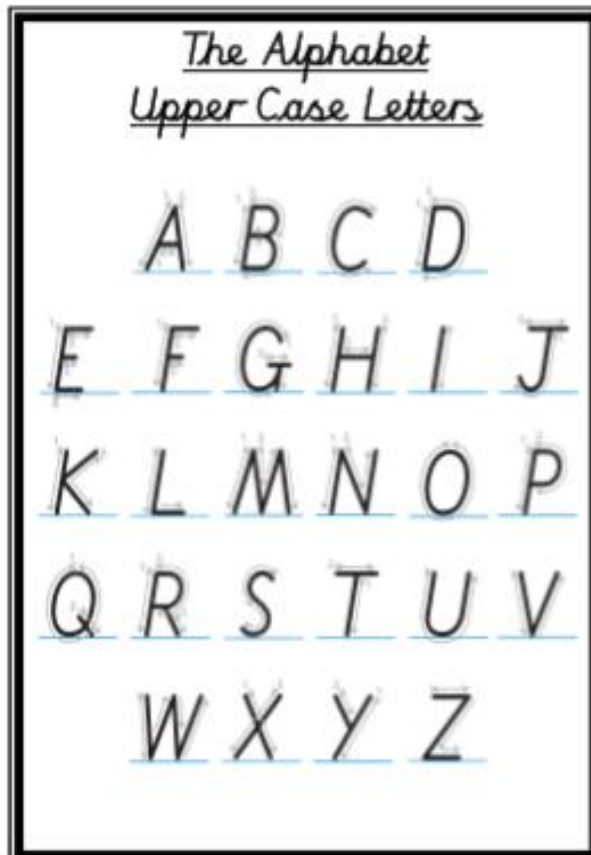 The Alphabet
Upper Case Letters
A B C D
E F G H I J
K L M N O P
Q R S T U V
W X Y Z